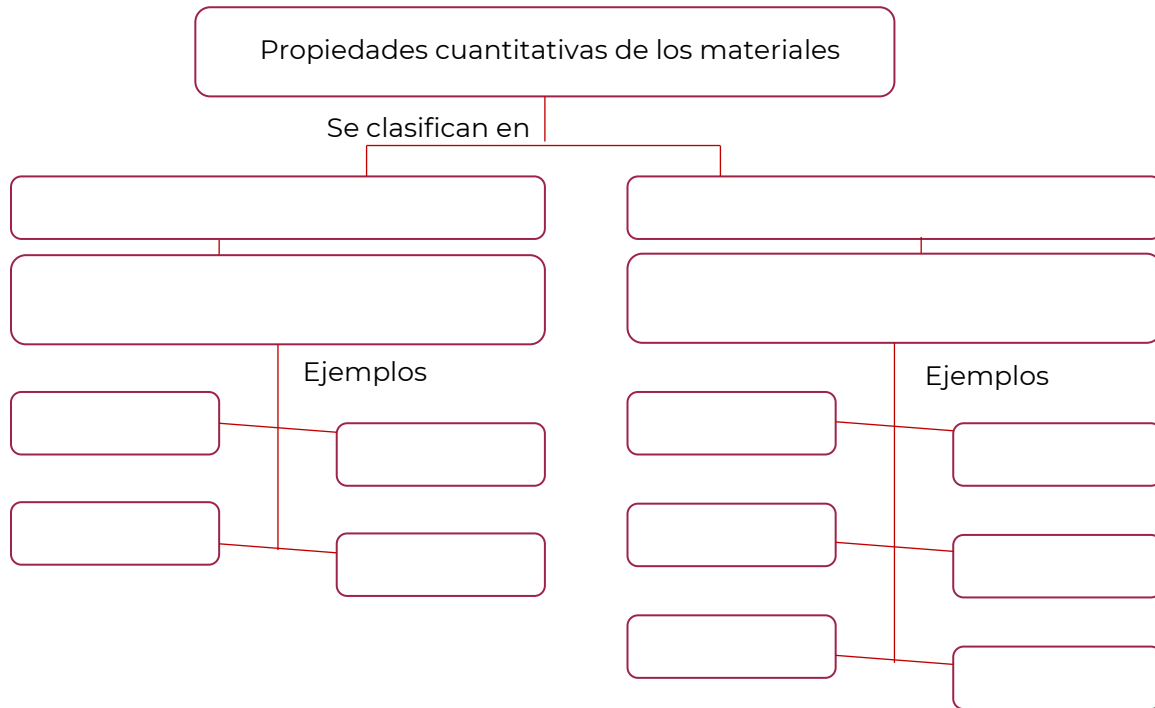 Propiedades cuantitativas de los materiales
Se clasifican en
Ejemplos
Ejemplos